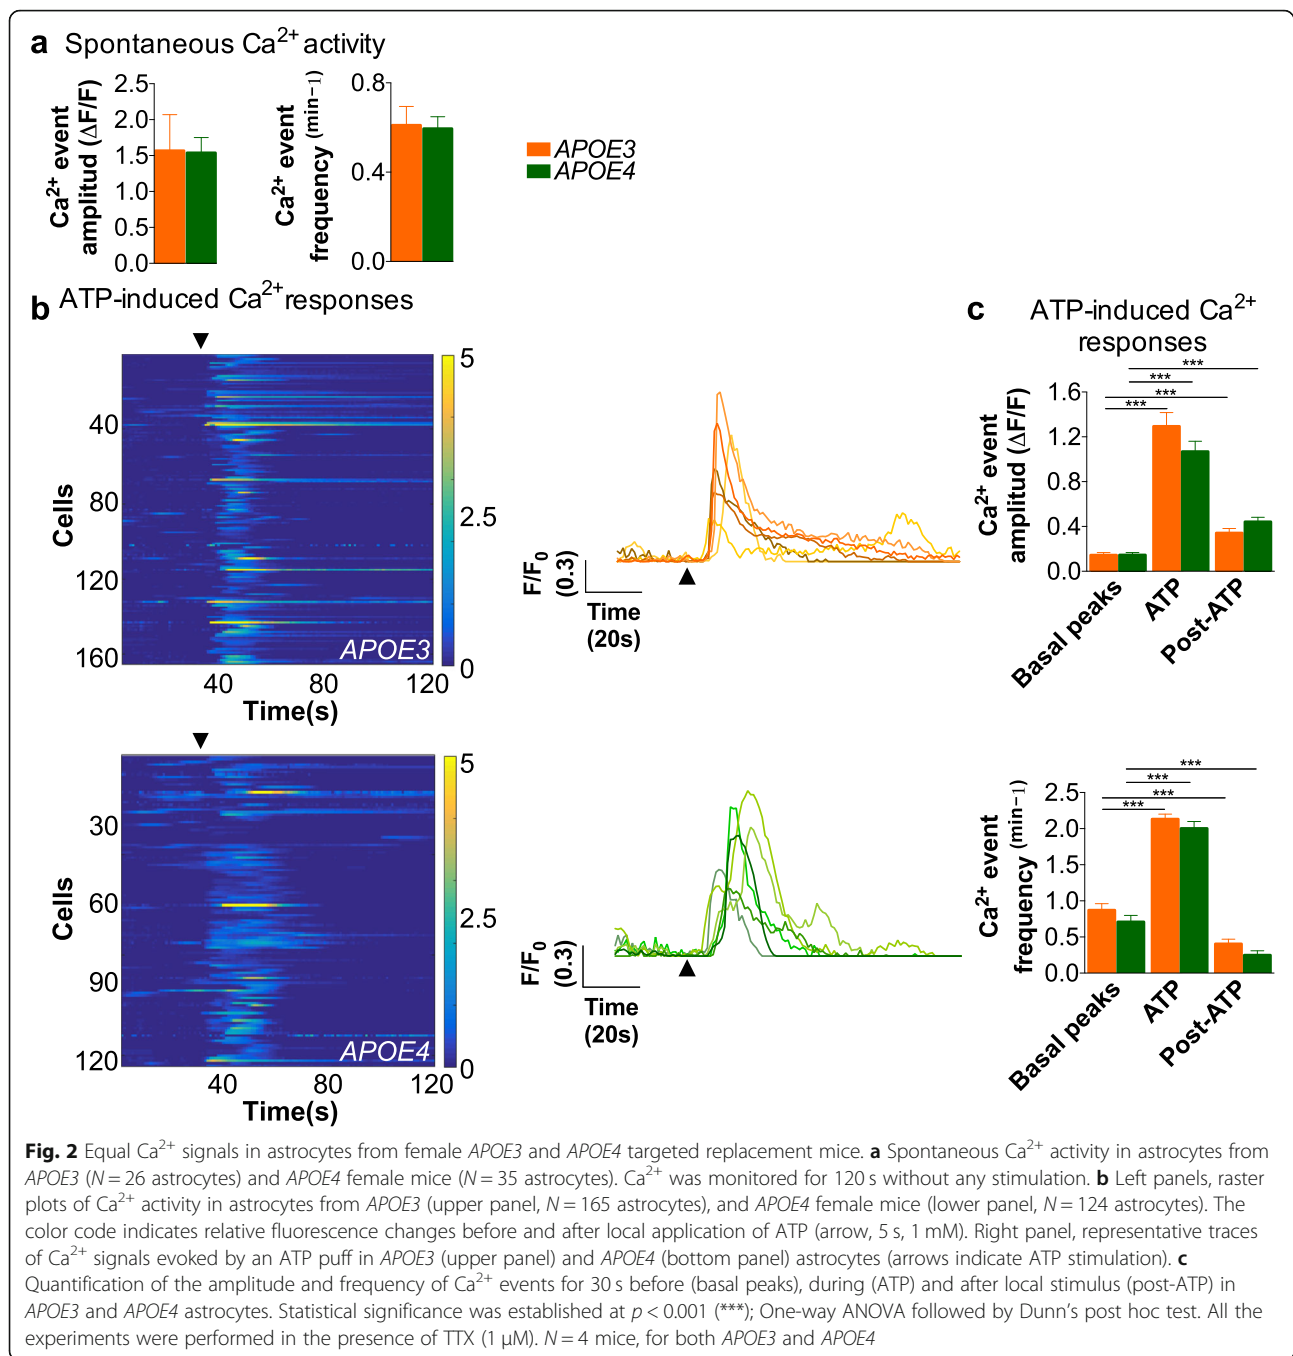 a Spontaneous Ca2+ activity
Ca2+ event
amplitud (ΔF/F)
2.5
2.0
1.5
1.0
0.5
0.0
Ca2+ event
frequency (min−1)
0.8
0.4
0.0
APOE3
APOE4
b ATP-induced Ca2+ responses
Cells
40
80
120
160
APOE3
40 80 120
Time(s)
5
2.5
0
F/F0
(0.3)
Time
(20s)
Cells
30
60
90
120
APOE4
40 80 120
Time(s)
5
2.5
0
F/F0
(0.3)
Time
(20s)
c ATP-induced Ca2+
responses
***
***
***
***
Ca2+ event
amplitud (ΔF/F)
1.6
1.2
0.8
0.4
0.0
Basal peaks
ATP
Post-ATP
***
***
***
***
Ca2+ event
frequency (min−1)
2.5
2.0
1.5
1.0
0.5
0.0
Basal peaks
ATP
Post-ATP
Fig. 2 Equal Ca2+ signals in astrocytes from female APOE3 and APOE4 targeted replacement mice. a Spontaneous Ca2+ activity in astrocytes from
APOE3 (N = 26 astrocytes) and APOE4 female mice (N = 35 astrocytes). Ca2+ was monitored for 120 s without any stimulation. b Left panels, raster
plots of Ca2+ activity in astrocytes from APOE3 (upper panel, N = 165 astrocytes), and APOE4 female mice (lower panel, N = 124 astrocytes). The
color code indicates relative fluorescence changes before and after local application of ATP (arrow, 5 s, 1 mM). Right panel, representative traces
of Ca2+ signals evoked by an ATP puff in APOE3 (upper panel) and APOE4 (bottom panel) astrocytes (arrows indicate ATP stimulation). c
Quantification of the amplitude and frequency of Ca2+ events for 30 s before (basal peaks), during (ATP) and after local stimulus (post-ATP) in
APOE3 and APOE4 astrocytes. Statistical significance was established at p < 0.001 (***); One-way ANOVA followed by Dunn's post hoc test. All the
experiments were performed in the presence of TTX (1 μM). N = 4 mice, for both APOE3 and APOE4